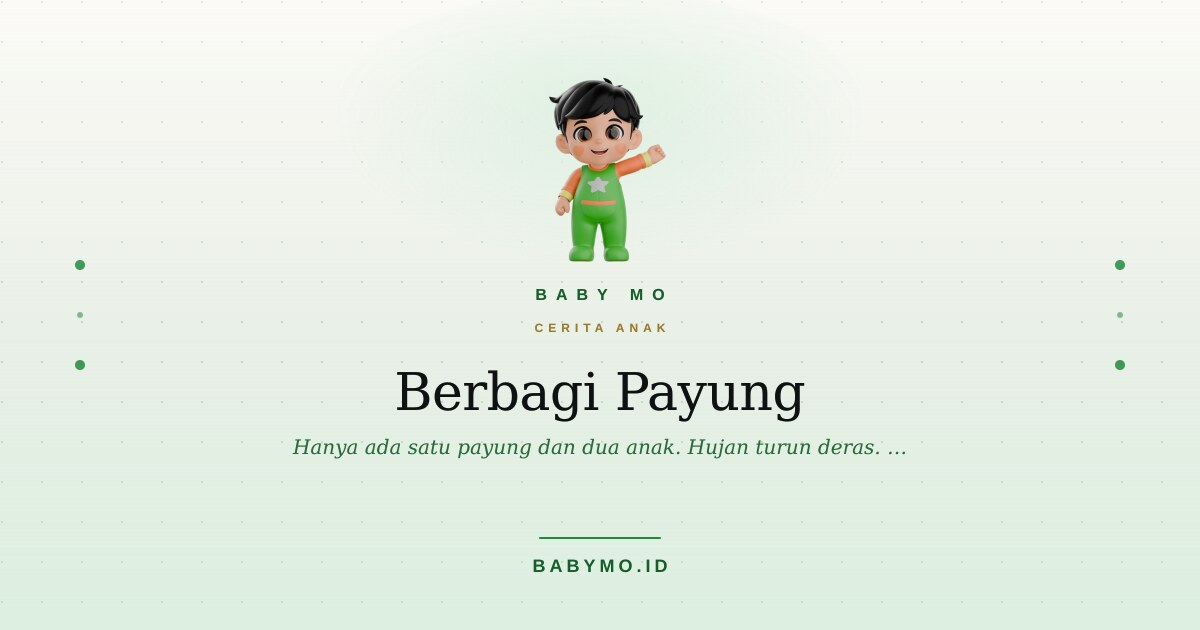 BABY MO
CERITA ANAK
Berbagi Payung
Hanya ada satu payung dan dua anak. Hujan turun deras. ...
BABYMO.ID